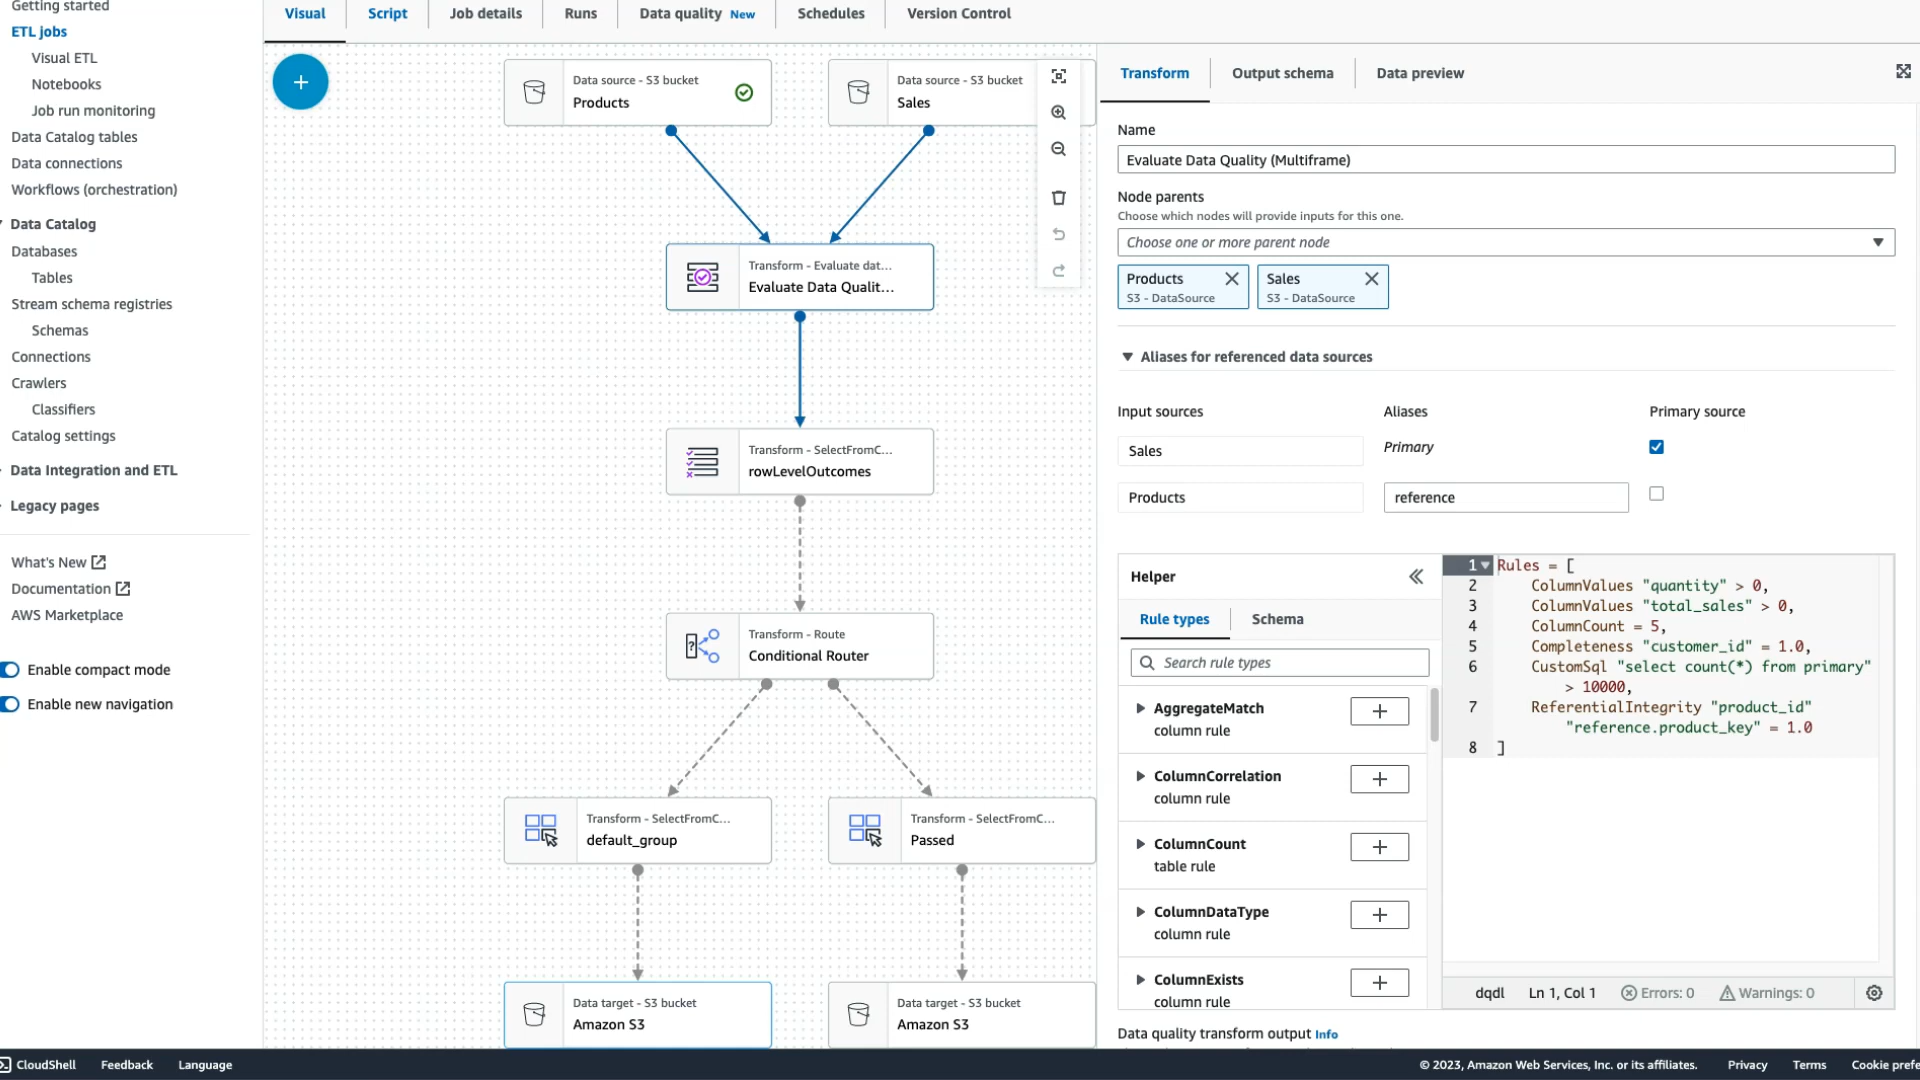 Getting started
ETL jobs
Visual ETL
Notebooks
Job run monitoring
Data Catalog tables
Data connections
Workflows (orchestration)
Data Catalog
Databases
Tables
Stream schema registries
Schemas
Connections
Crawlers
Classifiers
Catalog settings
Data Integration and ETL
Legacy pages
What's New
Documentation
AWS Marketplace
Enable compact mode
Enable new navigation
Visual
Script
Job details
Runs
Data quality New
Schedules
Version Control
Data source - S3 bucket
Products
Data source - S3 bucket
Sales
Transform - Evaluate dat...
Evaluate Data Qualit...
Transform - SelectFromC...
rowLevelOutcomes
Transform - Route
Conditional Router
Transform - SelectFromC...
default_group
Transform - SelectFromC...
Passed
Data target - S3 bucket
Amazon S3
Data target - S3 bucket
Amazon S3
Transform
Output schema
Data preview
Name
Evaluate Data Quality (Multiframe)
Node parents
Choose which nodes will provide inputs for this one.
Choose one or more parent node
Products
S3 - DataSource
Sales
S3 - DataSource
Aliases for referenced data sources
Input sources Aliases Primary source
Sales Primary
Products reference
Helper
Rule types
Schema
Search rule types
AggregateMatch
column rule
ColumnCorrelation
column rule
ColumnCount
table rule
ColumnDataType
column rule
ColumnExists
column rule
1 Rules = [
2 ColumnValues "quantity" > 0,
3 ColumnValues "total_sales" > 0,
4 ColumnCount = 5,
5 Completeness "customer_id" = 1.0,
6 CustomSql "select count(*) from primary"
> 10000,
7 ReferentialIntegrity "product_id"
"reference.product_key" = 1.0
8 ]
dqdl Ln 1, Col 1 Errors: 0 Warnings: 0
Data quality transform output Info
CloudShell Feedback Language
© 2023, Amazon Web Services, Inc. or its affiliates. Privacy Terms Cookie prefe